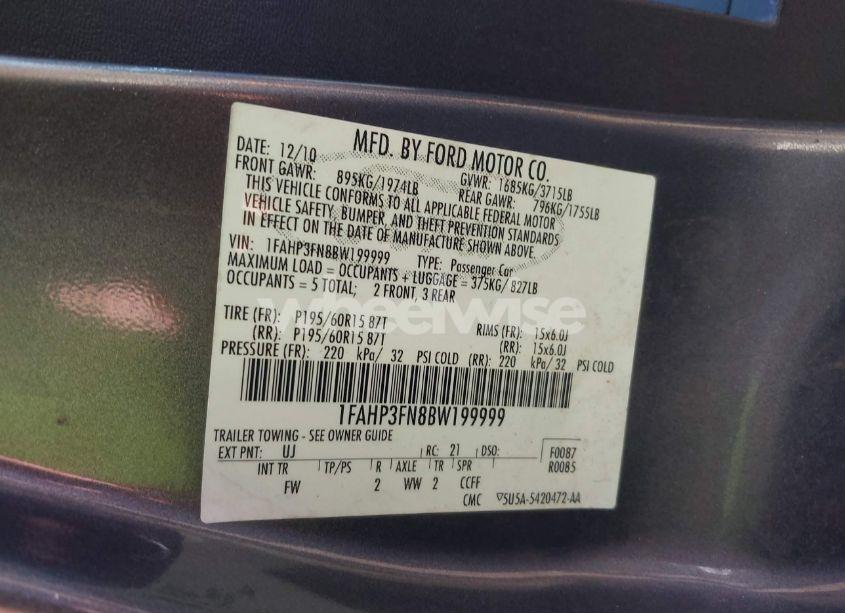 MFD. BY FORD MOTOR CO.
DATE: 12/10 GVWR: 1685KG/3715LB
FRONT GAWR: 895KG/1974LB REAR GAWR: 796KG/1755LB
THIS VEHICLE CONFORMS TO ALL APPLICABLE FEDERAL MOTOR
VEHICLE SAFETY, BUMPER, AND THEFT PREVENTION STANDARDS
IN EFFECT ON THE DATE OF MANUFACTURE SHOWN ABOVE
VIN: 1FAHP3FN8BW199999 TYPE: Passenger Car
MAXIMUM LOAD = OCCUPANTS + LUGGAGE = 375KG/827LB
OCCUPANTS = 5 TOTAL; 2 FRONT, 3 REAR
wheelwise
TIRE (FR): P195/60R15 87T RIMS (FR): 15x6.0J
(RR): P195/60R15 87T (RR): 15x6.0J
PRESSURE (FR): 220 kPa/ 32 PSI COLD (RR): 220 kPa/ 32 PSI COLD
1FAHP3FN8BW199999
TRAILER TOWING - SEE OWNER GUIDE
EXT PNT: UJ RC: 21 DSO: F0087
R0085
INT TR TP/PS R AXLE TR SPR
FW 2 WW 2 CCFF
CMC 5U5A-5420472-AA